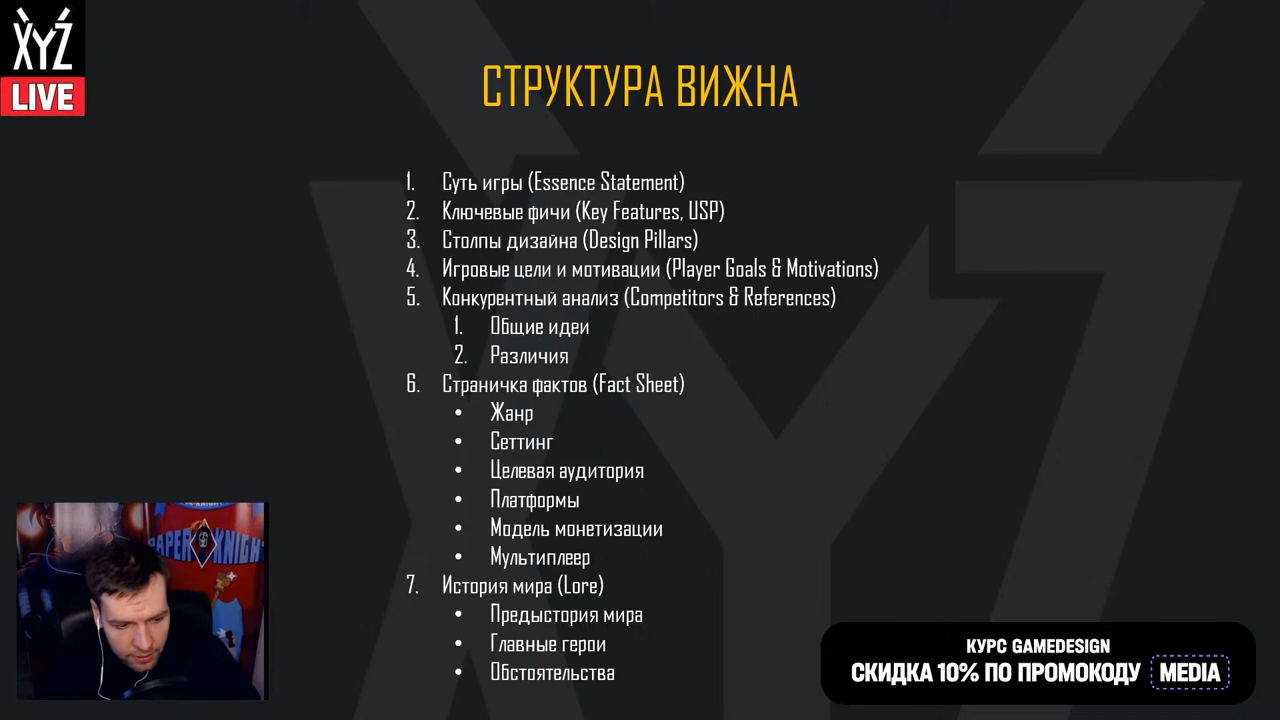 XYZ
LIVE
СТРУКТУРА ВИЖНА
1. Суть игры (Essence Statement)
2. Ключевые фичи (Key Features, USP)
3. Столпы дизайна (Design Pillars)
4. Игровые цели и мотивации (Player Goals & Motivations)
5. Конкурентный анализ (Competitors & References)
1. Общие идеи
2. Различия
6. Страничка фактов (Fact Sheet)
• Жанр
• Сеттинг
• Целевая аудитория
• Платформы
• Модель монетизации
• Мультиплеер
7. История мира (Lore)
• Предыстория мира
• Главные герои
• Обстоятельства
PAPER KNIGHT
КУРС GAMEDESIGN
СКИДКА 10% ПО ПРОМОКОДУ MEDIA